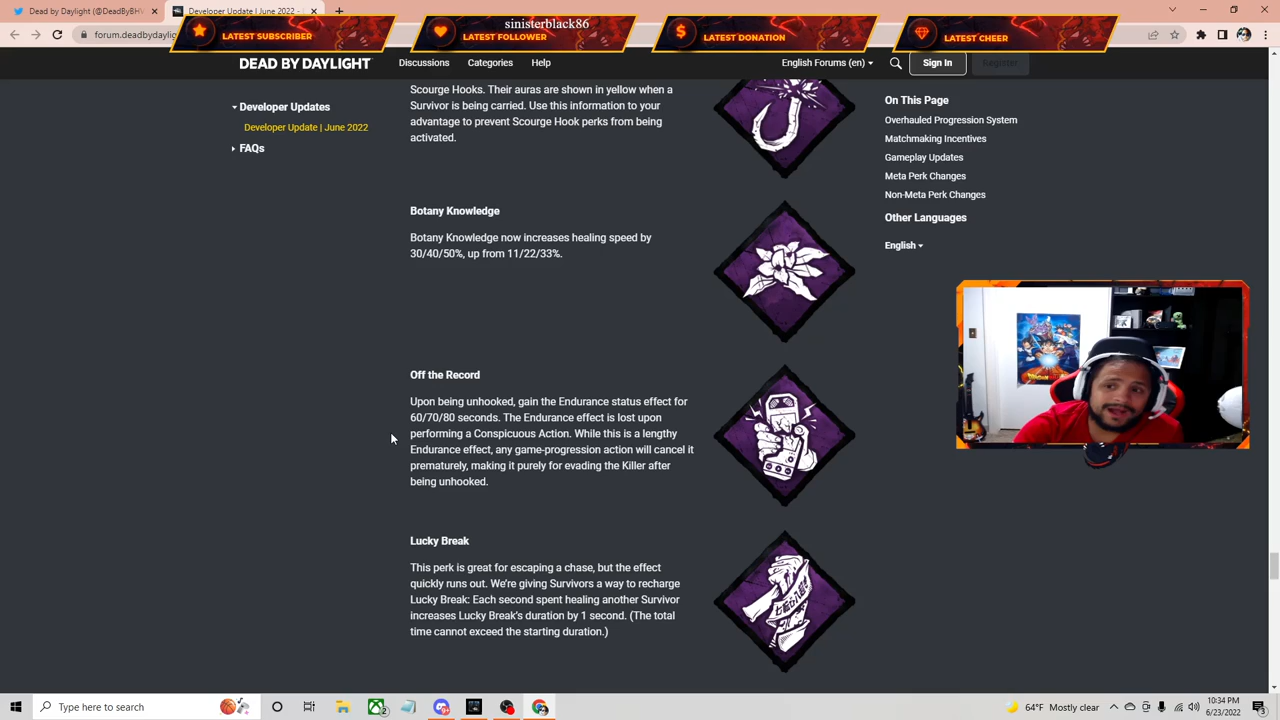 (1) @DeadByBHVR
Developer Update | June 2022 -
forum.deadbydaylig
LATEST SUBSCRIBER
sinisterblack86
LATEST FOLLOWER
LATEST DONATION
LATEST CHEER
DEAD BY DAYLIGHT
Discussions
Categories
Help
English Forums (en)
Sign In
Register
Developer Updates
Developer Update | June 2022
FAQs
Scourge Hooks. Their auras are shown in yellow when a
Survivor is being carried. Use this information to your
advantage to prevent Scourge Hook perks from being
activated.
Botany Knowledge
Botany Knowledge now increases healing speed by
30/40/50%, up from 11/22/33%.
Off the Record
Upon being unhooked, gain the Endurance status effect for
60/70/80 seconds. The Endurance effect is lost upon
performing a Conspicuous Action. While this is a lengthy
Endurance effect, any game-progression action will cancel it
prematurely, making it purely for evading the Killer after
being unhooked.
Lucky Break
This perk is great for escaping a chase, but the effect
quickly runs out. We're giving Survivors a way to recharge
Lucky Break: Each second spent healing another Survivor
increases Lucky Break's duration by 1 second. (The total
time cannot exceed the starting duration.)
On This Page
Overhauled Progression System
Matchmaking Incentives
Gameplay Updates
Meta Perk Changes
Non-Meta Perk Changes
Other Languages
English
Type here to search
2
64°F Mostly clear
10:34 PM
6/23/2022
3